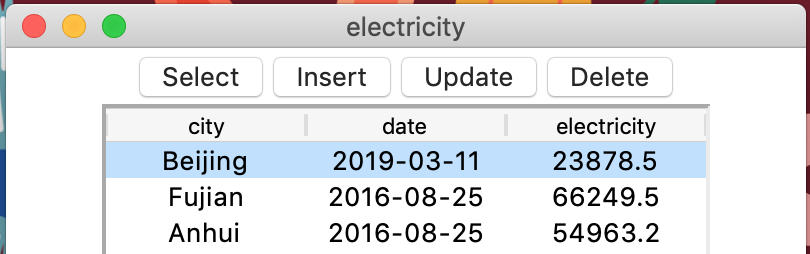 electricity
Select Insert Update Delete
city date electricity
Beijing 2019-03-11 23878.5
Fujian 2016-08-25 66249.5
Anhui 2016-08-25 54963.2